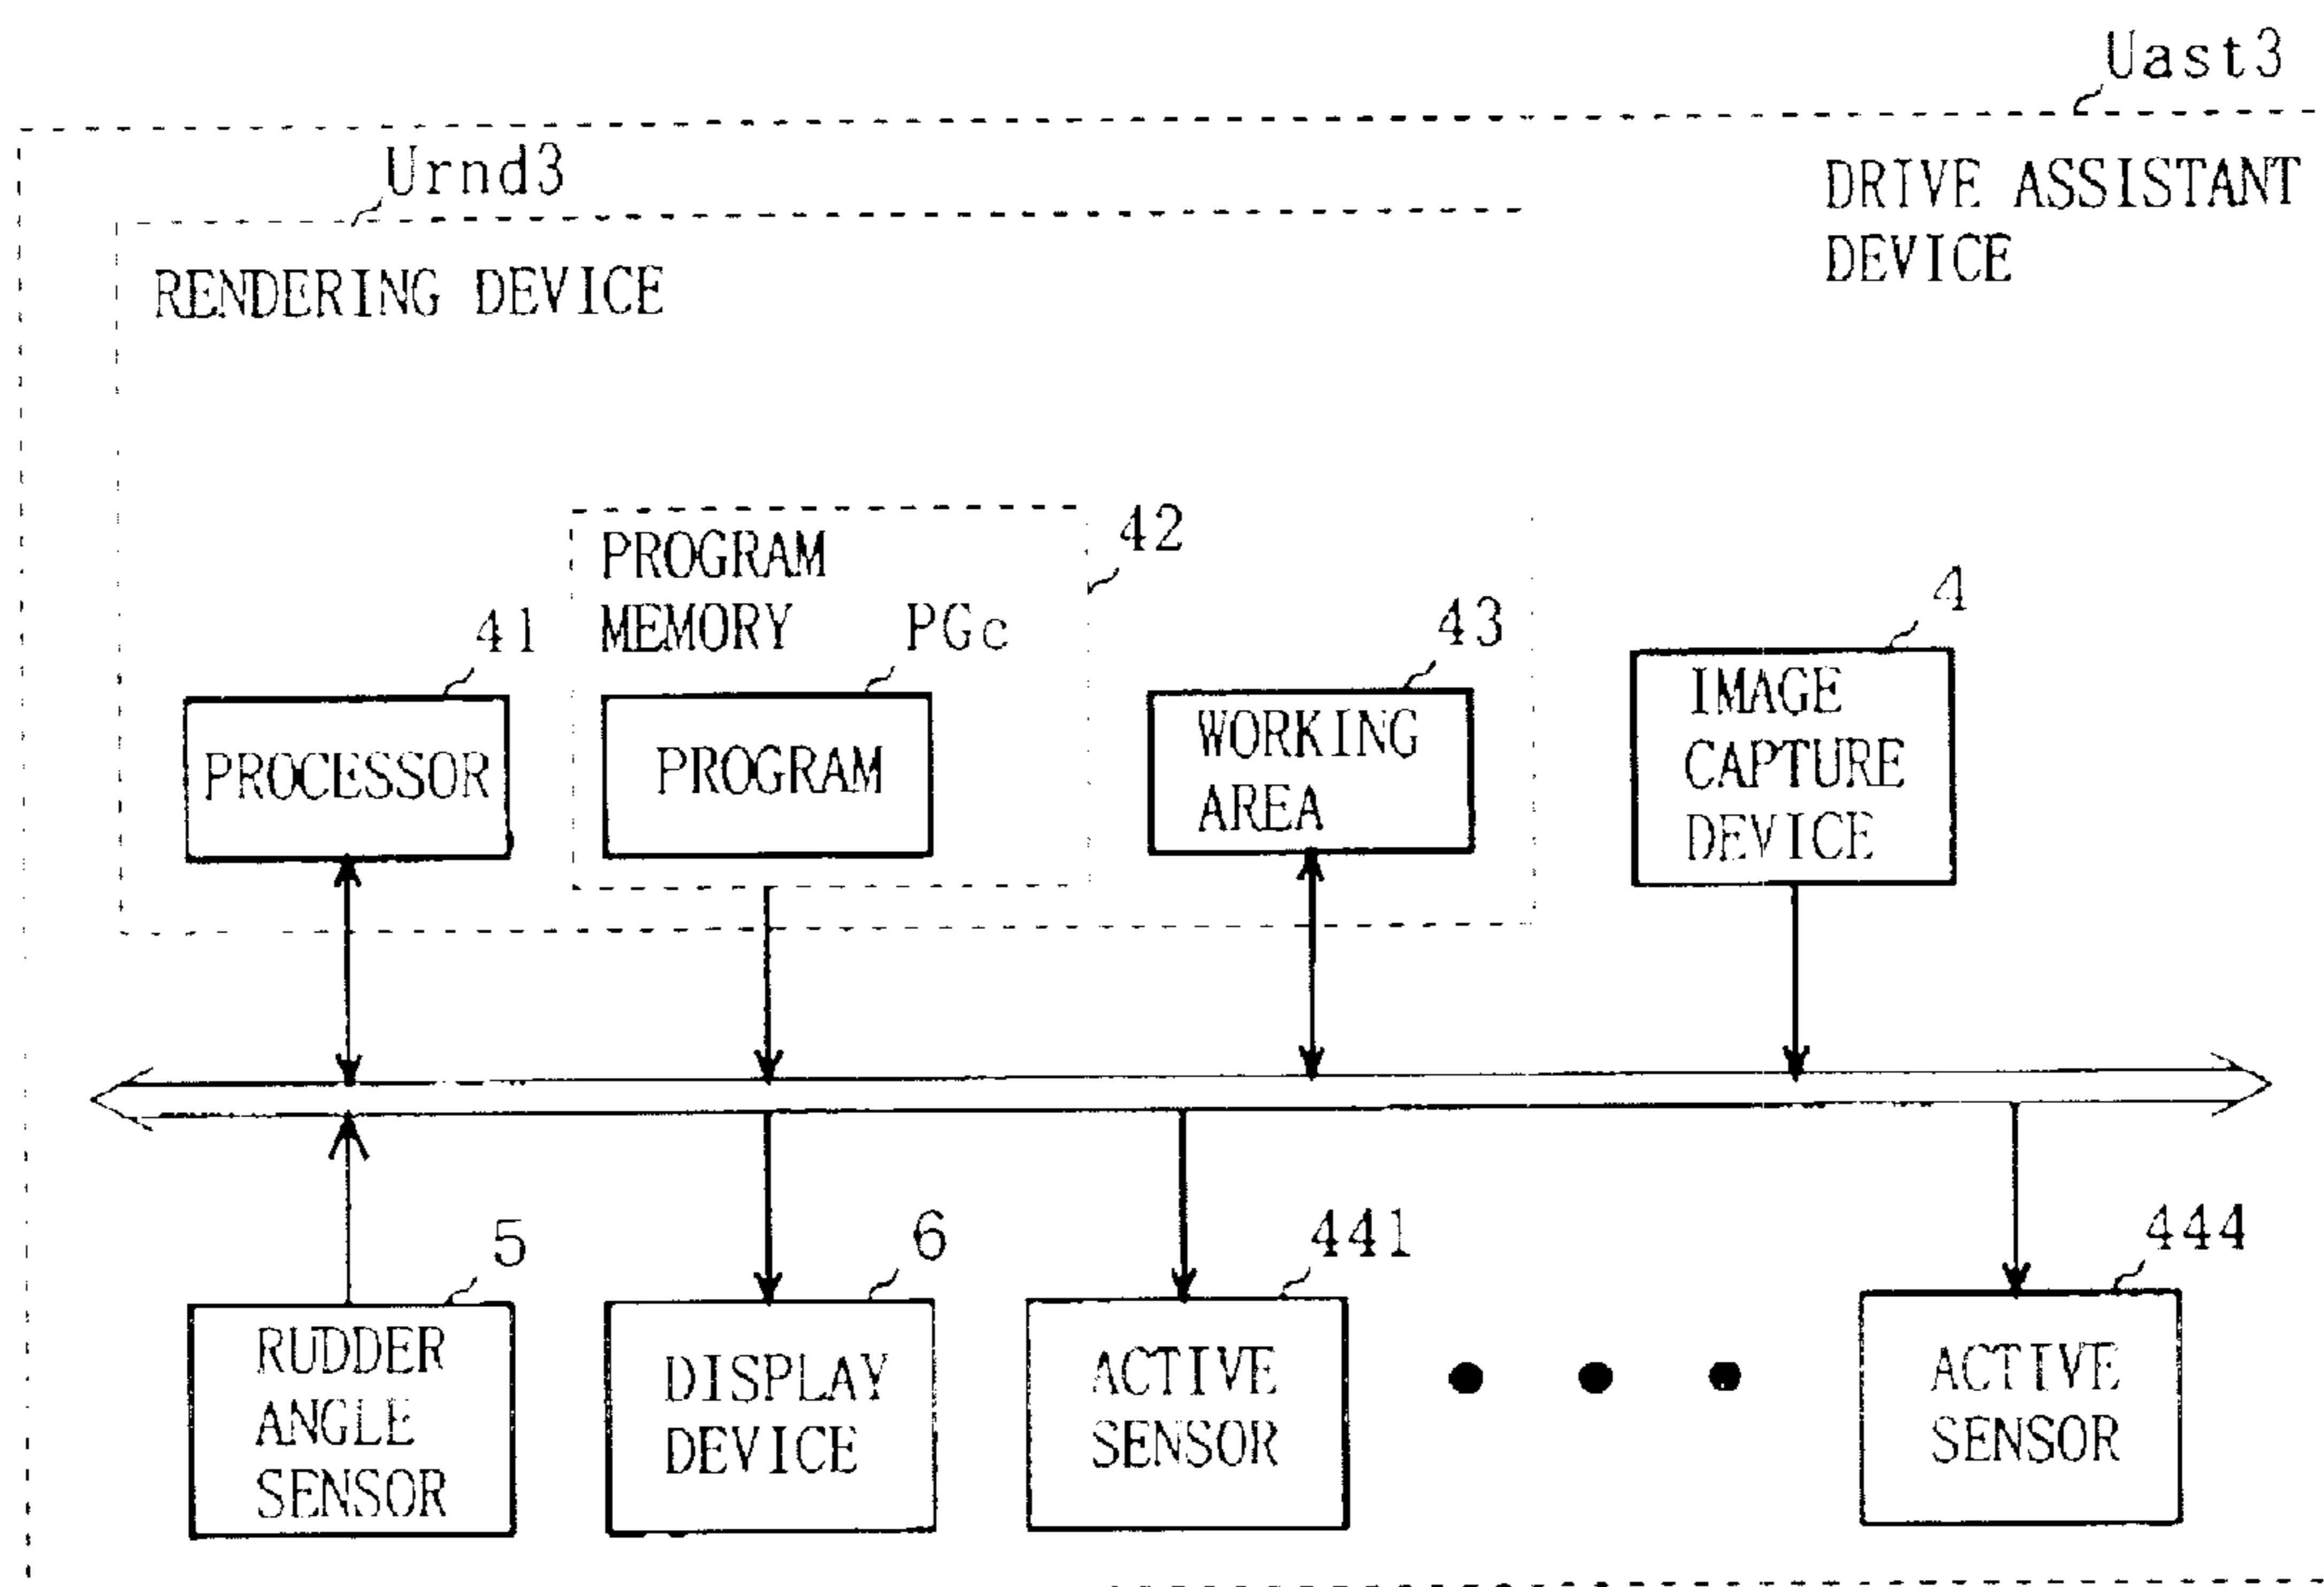 Uast3
Urnd3
DRIVE ASSISTANT
DEVICE
RENDERING DEVICE
PROGRAM
MEMORY
42
41
PGc
43
4
PROCESSOR
PROGRAM
WORKING
AREA
IMAGE
CAPTURE
DEVICE
5
6
441
444
RUDDER
ANGLE
SENSOR
DISPLAY
DEVICE
ACTIVE
SENSOR
ACTIVE
SENSOR